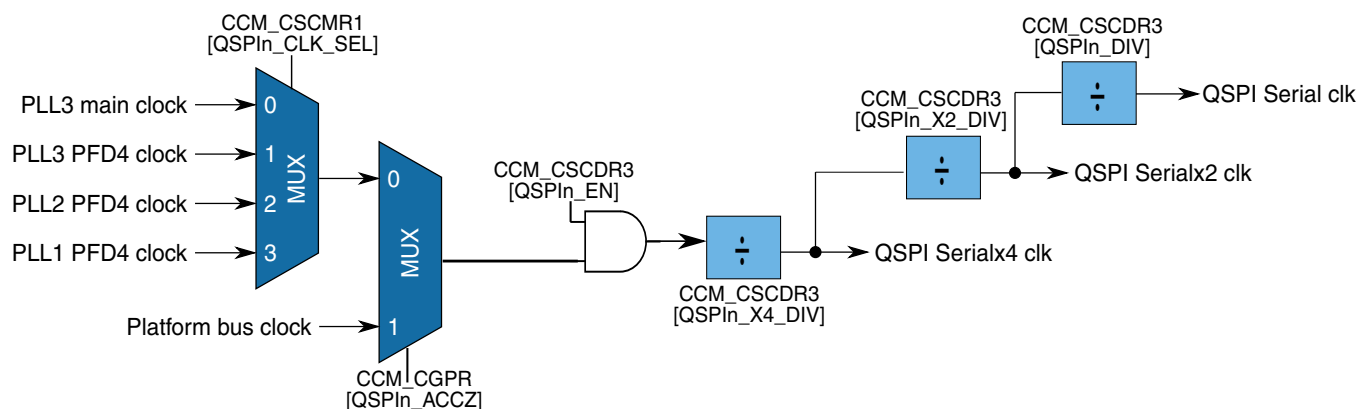 CCM_CSCMR1
[QSPIn_CLK_SEL]
PLL3 main clock
0
PLL3 PFD4 clock
1
PLL2 PFD4 clock
2
PLL1 PFD4 clock
3
MUX
0
MUX
Platform bus clock
1
CCM_CGPR
[QSPIn_ACCZ]
CCM_CSCDR3
[QSPIn_EN]
÷
CCM_CSCDR3
[QSPIn_X4_DIV]
QSPI Serialx4 clk
CCM_CSCDR3
[QSPIn_X2_DIV]
÷
QSPI Serialx2 clk
CCM_CSCDR3
[QSPIn_DIV]
÷
QSPI Serial clk